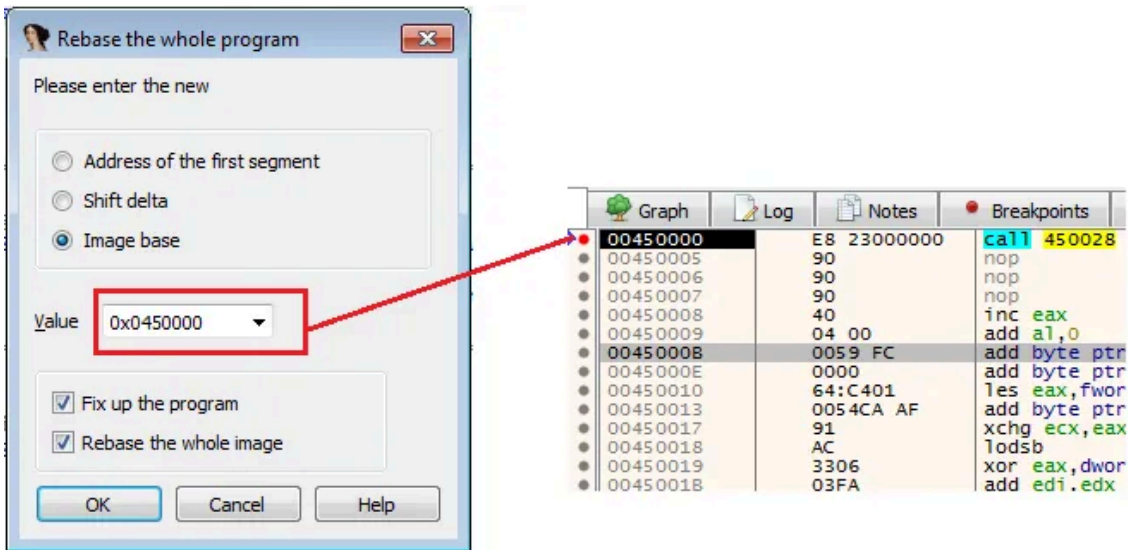 Rebase the whole program
Please enter the new
Address of the first segment
Shift delta
Image base
Value 0x0450000
Fix up the program
Rebase the whole image
OK Cancel Help
Graph Log Notes Breakpoints
00450000 E8 23000000 call 450028
00450005 90 nop
00450006 90 nop
00450007 90 nop
00450008 40 inc eax
00450009 04 00 add al,0
0045000B 0059 FC add byte ptr
0045000E 0000 add byte ptr
00450010 64:C401 les eax,fwor
00450013 0054CA AF add byte ptr
00450017 91 xchg ecx,eax
00450018 AC lodsb
00450019 3306 xor eax,dwor
0045001B 03FA add edi.edx